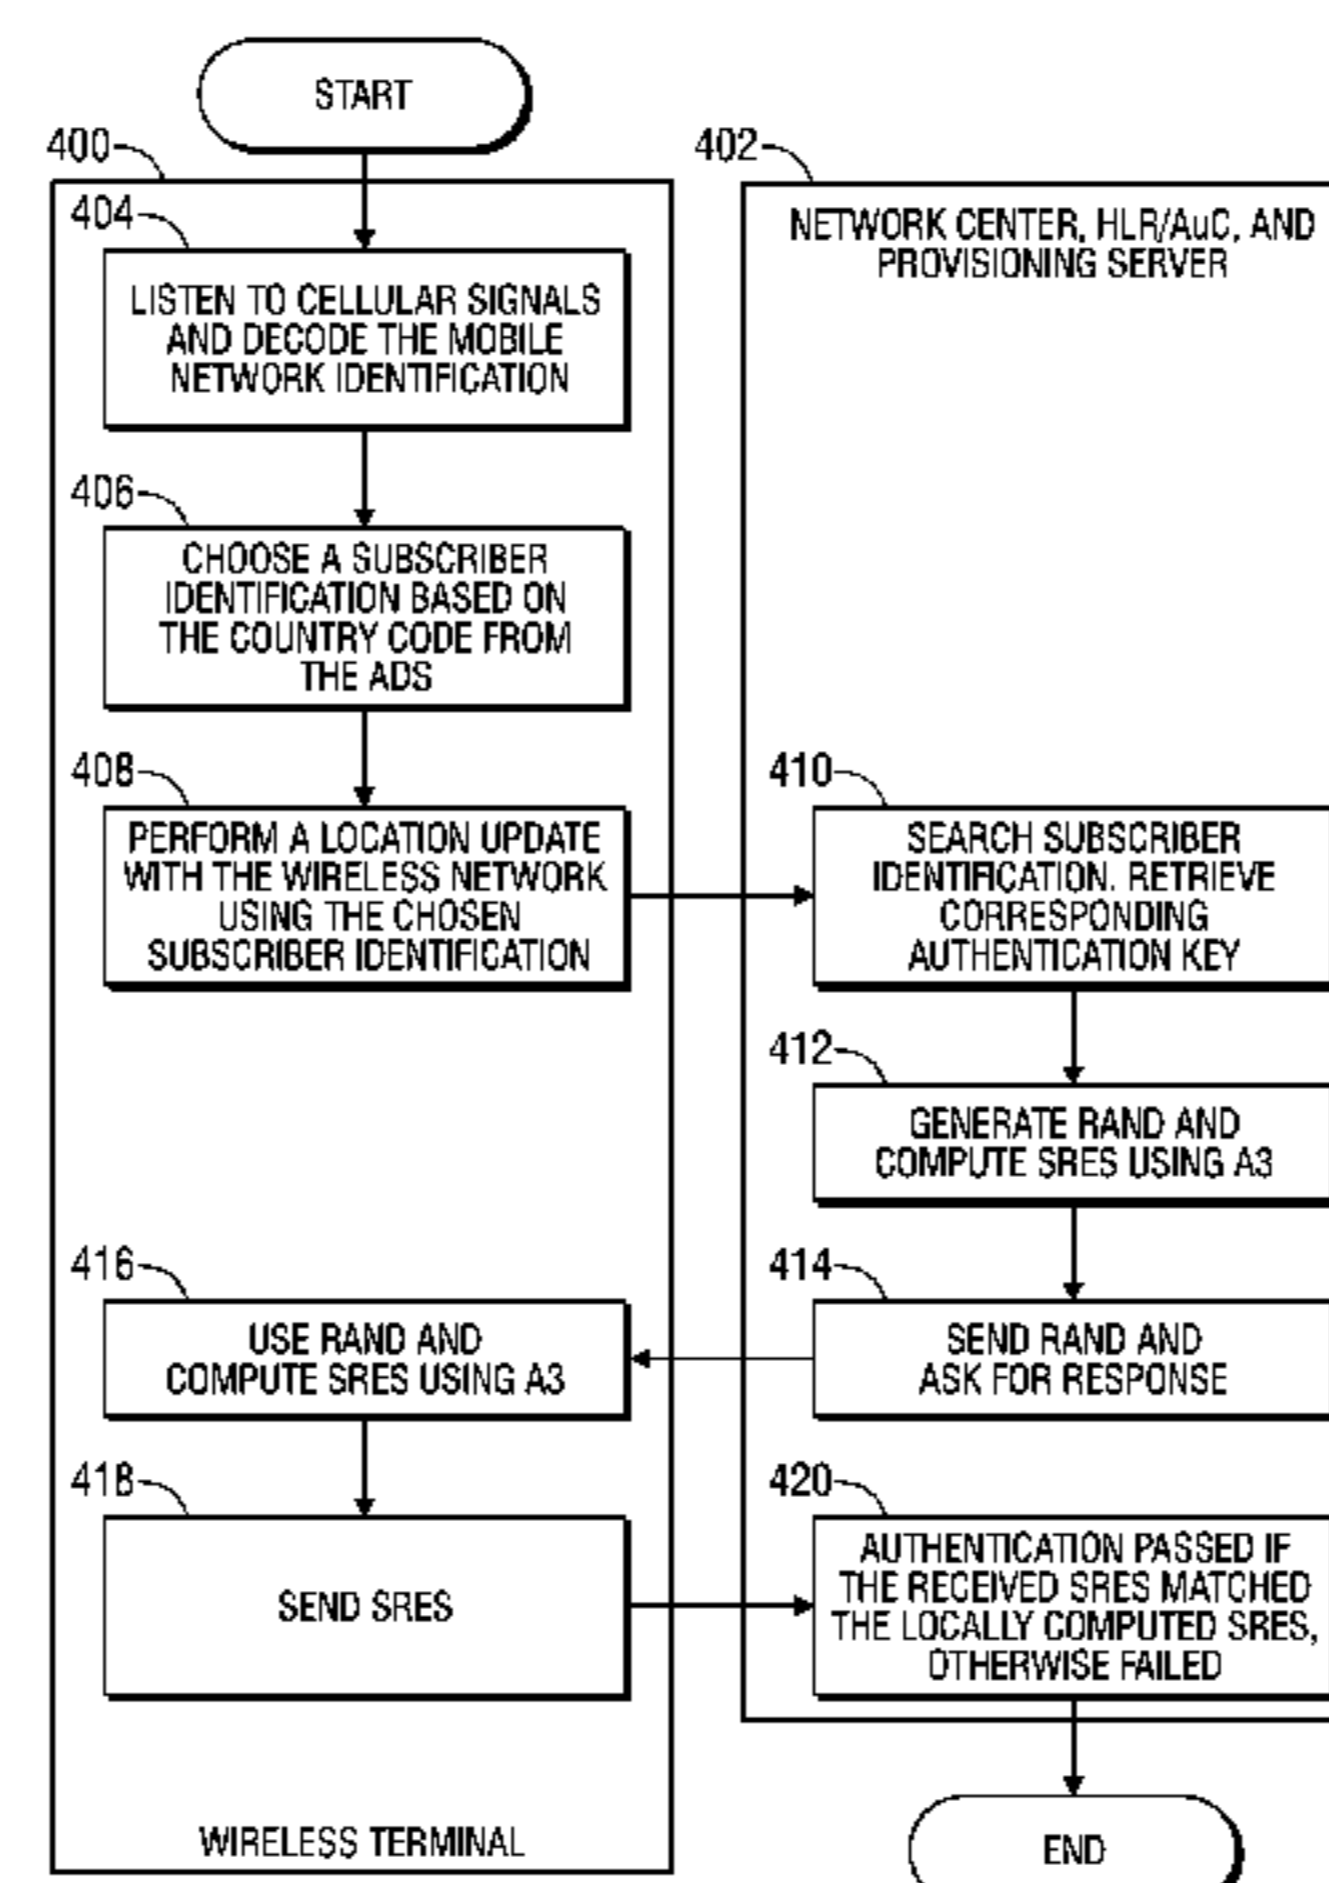 START
400
402
404
NETWORK CENTER, HLR/AuC, AND
PROVISIONING SERVER
LISTEN TO CELLULAR SIGNALS
AND DECODE THE MOBILE
NETWORK IDENTIFICATION
406
CHOOSE A SUBSCRIBER
IDENTIFICATION BASED ON
THE COUNTRY CODE FROM
THE ADS
408
PERFORM A LOCATION UPDATE
WITH THE WIRELESS NETWORK
USING THE CHOSEN
SUBSCRIBER IDENTIFICATION
410
SEARCH SUBSCRIBER
IDENTIFICATION. RETRIEVE
CORRESPONDING
AUTHENTICATION KEY
412
GENERATE RAND AND
COMPUTE SRES USING A3
414
SEND RAND AND
ASK FOR RESPONSE
416
USE RAND AND
COMPUTE SRES USING A3
418
SEND SRES
420
AUTHENTICATION PASSED IF
THE RECEIVED SRES MATCHED
THE LOCALLY COMPUTED SRES,
OTHERWISE FAILED
WIRELESS TERMINAL
END